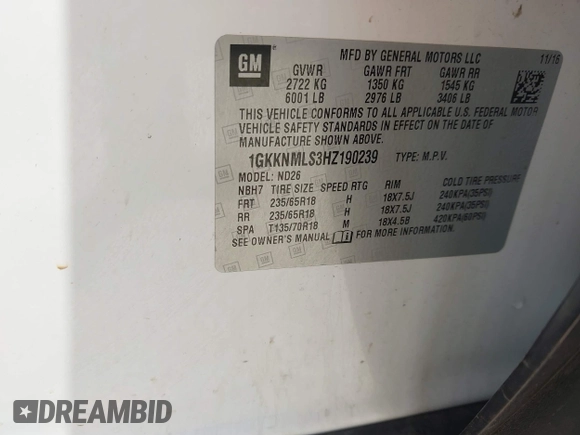 GM
MFD BY GENERAL MOTORS LLC 11/16
GVWR GAWR FRT GAWR RR
2722 KG 1350 KG 1545 KG
6001 LB 2976 LB 3406 LB
THIS VEHICLE CONFORMS TO ALL APPLICABLE U.S. FEDERAL MOTOR
VEHICLE SAFETY STANDARDS IN EFFECT ON THE DATE OF
MANUFACTURE SHOWN ABOVE.
1GKKNMLS3HZ190239 TYPE: M.P.V.
MODEL: ND26
NBH7 TIRE SIZE SPEED RTG RIM COLD TIRE PRESSURE
FRT 235/65R18 H 18X7.5J 240KPA(35PSI)
RR 235/65R18 H 18X7.5J 240KPA(35PSI)
SPA T135/70R18 M 18X4.5B 420KPA(60PSI)
SEE OWNER'S MANUAL FOR MORE INFORMATION.
DREAMBID